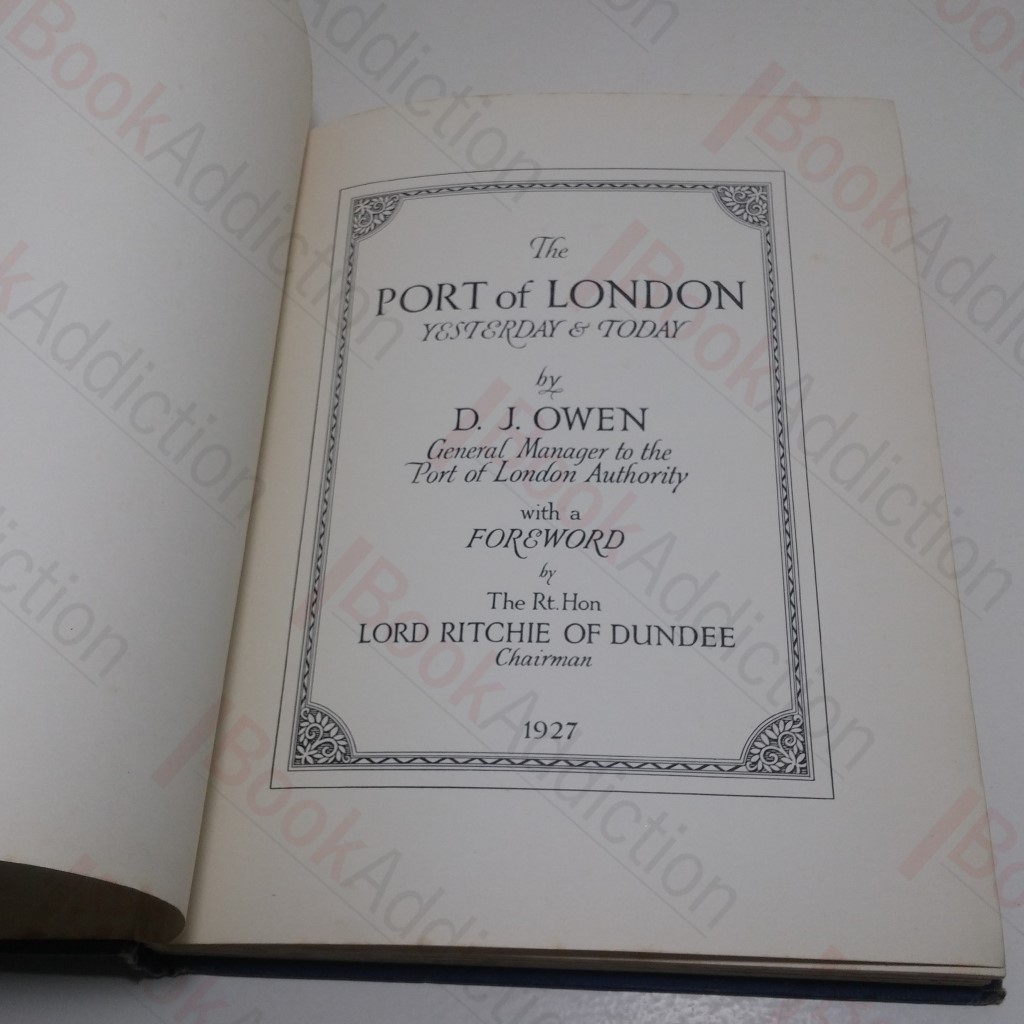 The
PORT of LONDON
YESTERDAY & TODAY
by
D. J. OWEN
General Manager to the
Port of London Authority
with a
FOREWORD
by
The Rt. Hon
LORD RITCHIE OF DUNDEE
Chairman
1927
BookAddiction